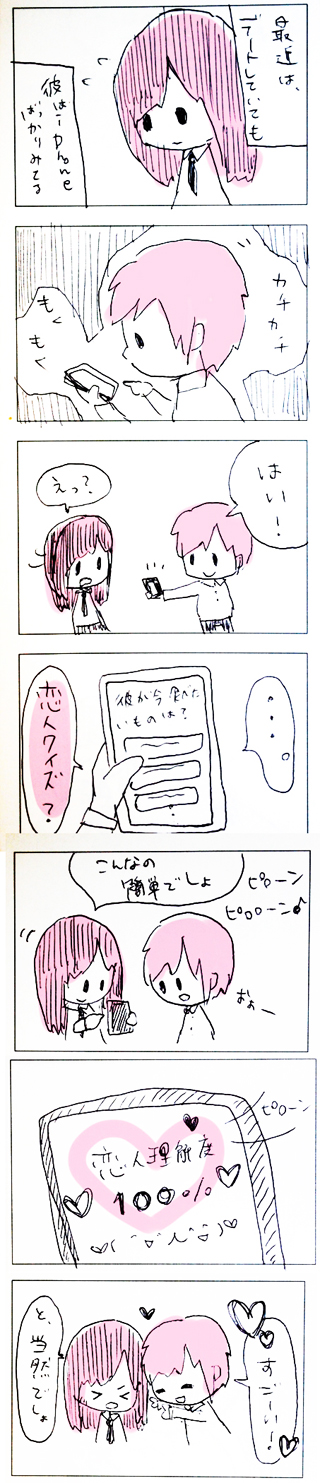 最近は、
デートしていても
彼はiPhone
ばっかりみてる
カチ
カチ
もく
もく
はい!
えっ?
・・・。
彼が今食べた
いものは?
恋人クイズ?
こんなの
簡単でしょ
ピローン
ピロローン♪
おぉー
ピローン
恋人理解度
100%
すごーい!
と、当然でしょ